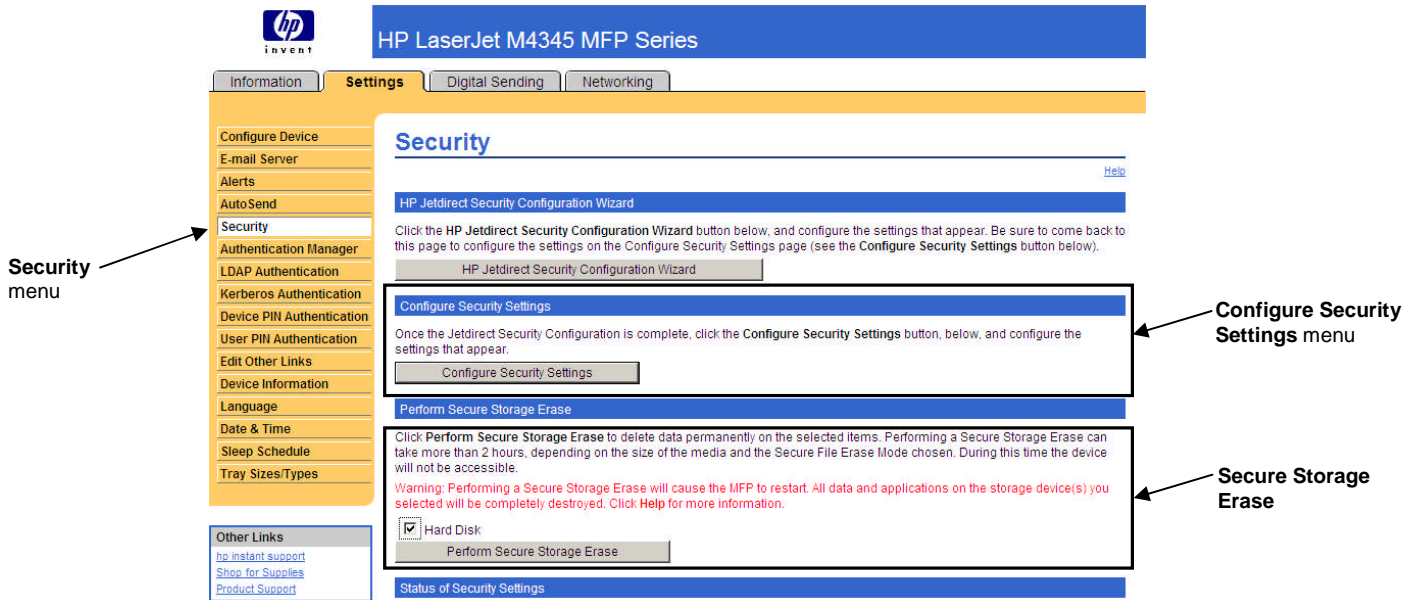 hp
invent
HP LaserJet M4345 MFP Series
Information
Settings
Digital Sending
Networking
Configure Device
E-mail Server
Alerts
AutoSend
Security
Authentication Manager
LDAP Authentication
Kerberos Authentication
Device PIN Authentication
User PIN Authentication
Edit Other Links
Device Information
Language
Date & Time
Sleep Schedule
Tray Sizes/Types
Other Links
hp instant support
Shop for Supplies
Product Support
Security
Help
HP Jetdirect Security Configuration Wizard
Click the HP Jetdirect Security Configuration Wizard button below, and configure the settings that appear. Be sure to come back to
this page to configure the settings on the Configure Security Settings page (see the Configure Security Settings button below).
HP Jetdirect Security Configuration Wizard
Configure Security Settings
Once the Jetdirect Security Configuration is complete, click the Configure Security Settings button, below, and configure the
settings that appear.
Configure Security Settings
Perform Secure Storage Erase
Click Perform Secure Storage Erase to delete data permanently on the selected items. Performing a Secure Storage Erase can
take more than 2 hours, depending on the size of the media and the Secure File Erase Mode chosen. During this time the device
will not be accessible.
Warning: Performing a Secure Storage Erase will cause the MFP to restart. All data and applications on the storage device(s) you
selected will be completely destroyed. Click Help for more information.
Hard Disk
Perform Secure Storage Erase
Status of Security Settings
Security
menu
Configure Security
Settings menu
Secure Storage
Erase